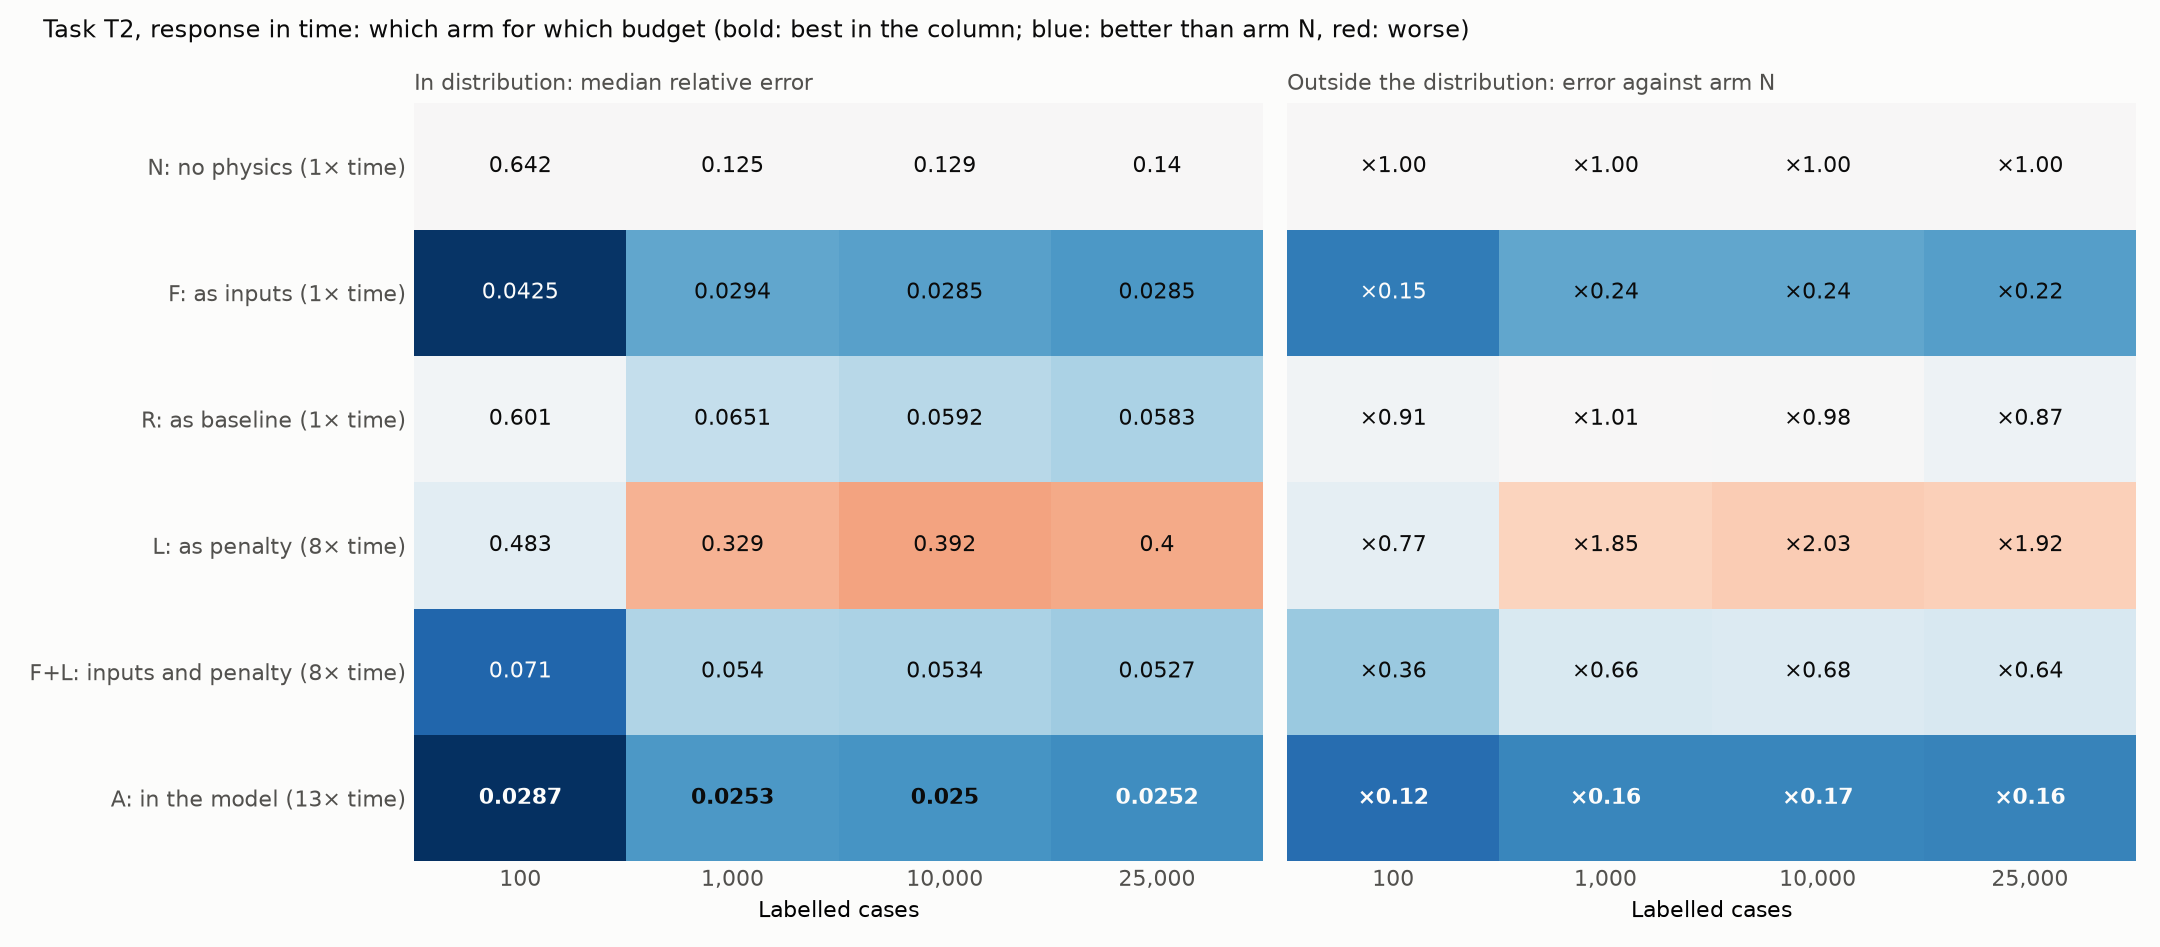 Task T2, response in time: which arm for which budget (bold: best in the column; blue: better than arm N, red: worse)
In distribution: median relative error
Outside the distribution: error against arm N
N: no physics (1× time) 0.642 0.125 0.129 0.14 ×1.00 ×1.00 ×1.00 ×1.00
F: as inputs (1× time) 0.0425 0.0294 0.0285 0.0285 ×0.15 ×0.24 ×0.24 ×0.22
R: as baseline (1× time) 0.601 0.0651 0.0592 0.0583 ×0.91 ×1.01 ×0.98 ×0.87
L: as penalty (8× time) 0.483 0.329 0.392 0.4 ×0.77 ×1.85 ×2.03 ×1.92
F+L: inputs and penalty (8× time) 0.071 0.054 0.0534 0.0527 ×0.36 ×0.66 ×0.68 ×0.64
A: in the model (13× time) 0.0287 0.0253 0.025 0.0252 ×0.12 ×0.16 ×0.17 ×0.16
100 1,000 10,000 25,000 100 1,000 10,000 25,000
Labelled cases Labelled cases